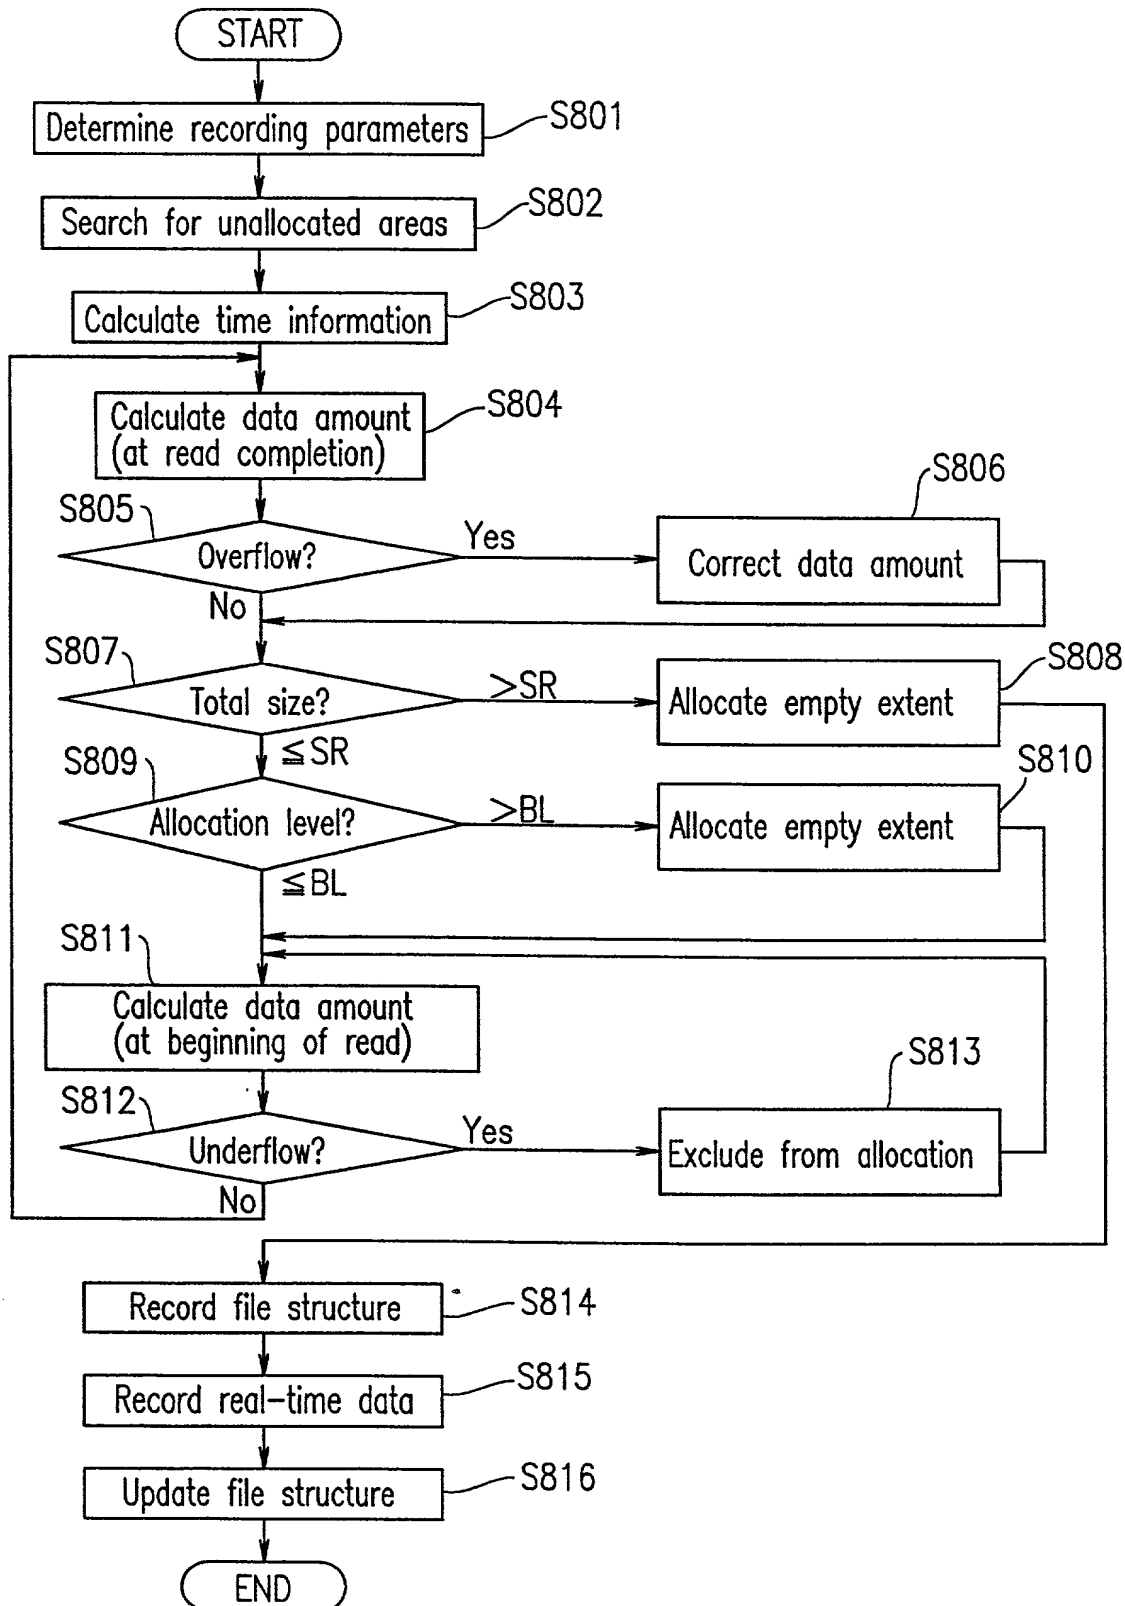 START
Determine recording parameters
S801
Search for unallocated areas
S802
Calculate time information
S803
Calculate data amount
(at read completion)
S804
S805
Overflow?
Yes
No
S806
Correct data amount
S807
Total size?
>SR
≦SR
S808
Allocate empty extent
S809
Allocation level?
>BL
≦BL
S810
Allocate empty extent
S811
Calculate data amount
(at beginning of read)
S812
Underflow?
Yes
No
S813
Exclude from allocation
Record file structure
S814
Record real-time data
S815
Update file structure
S816
END